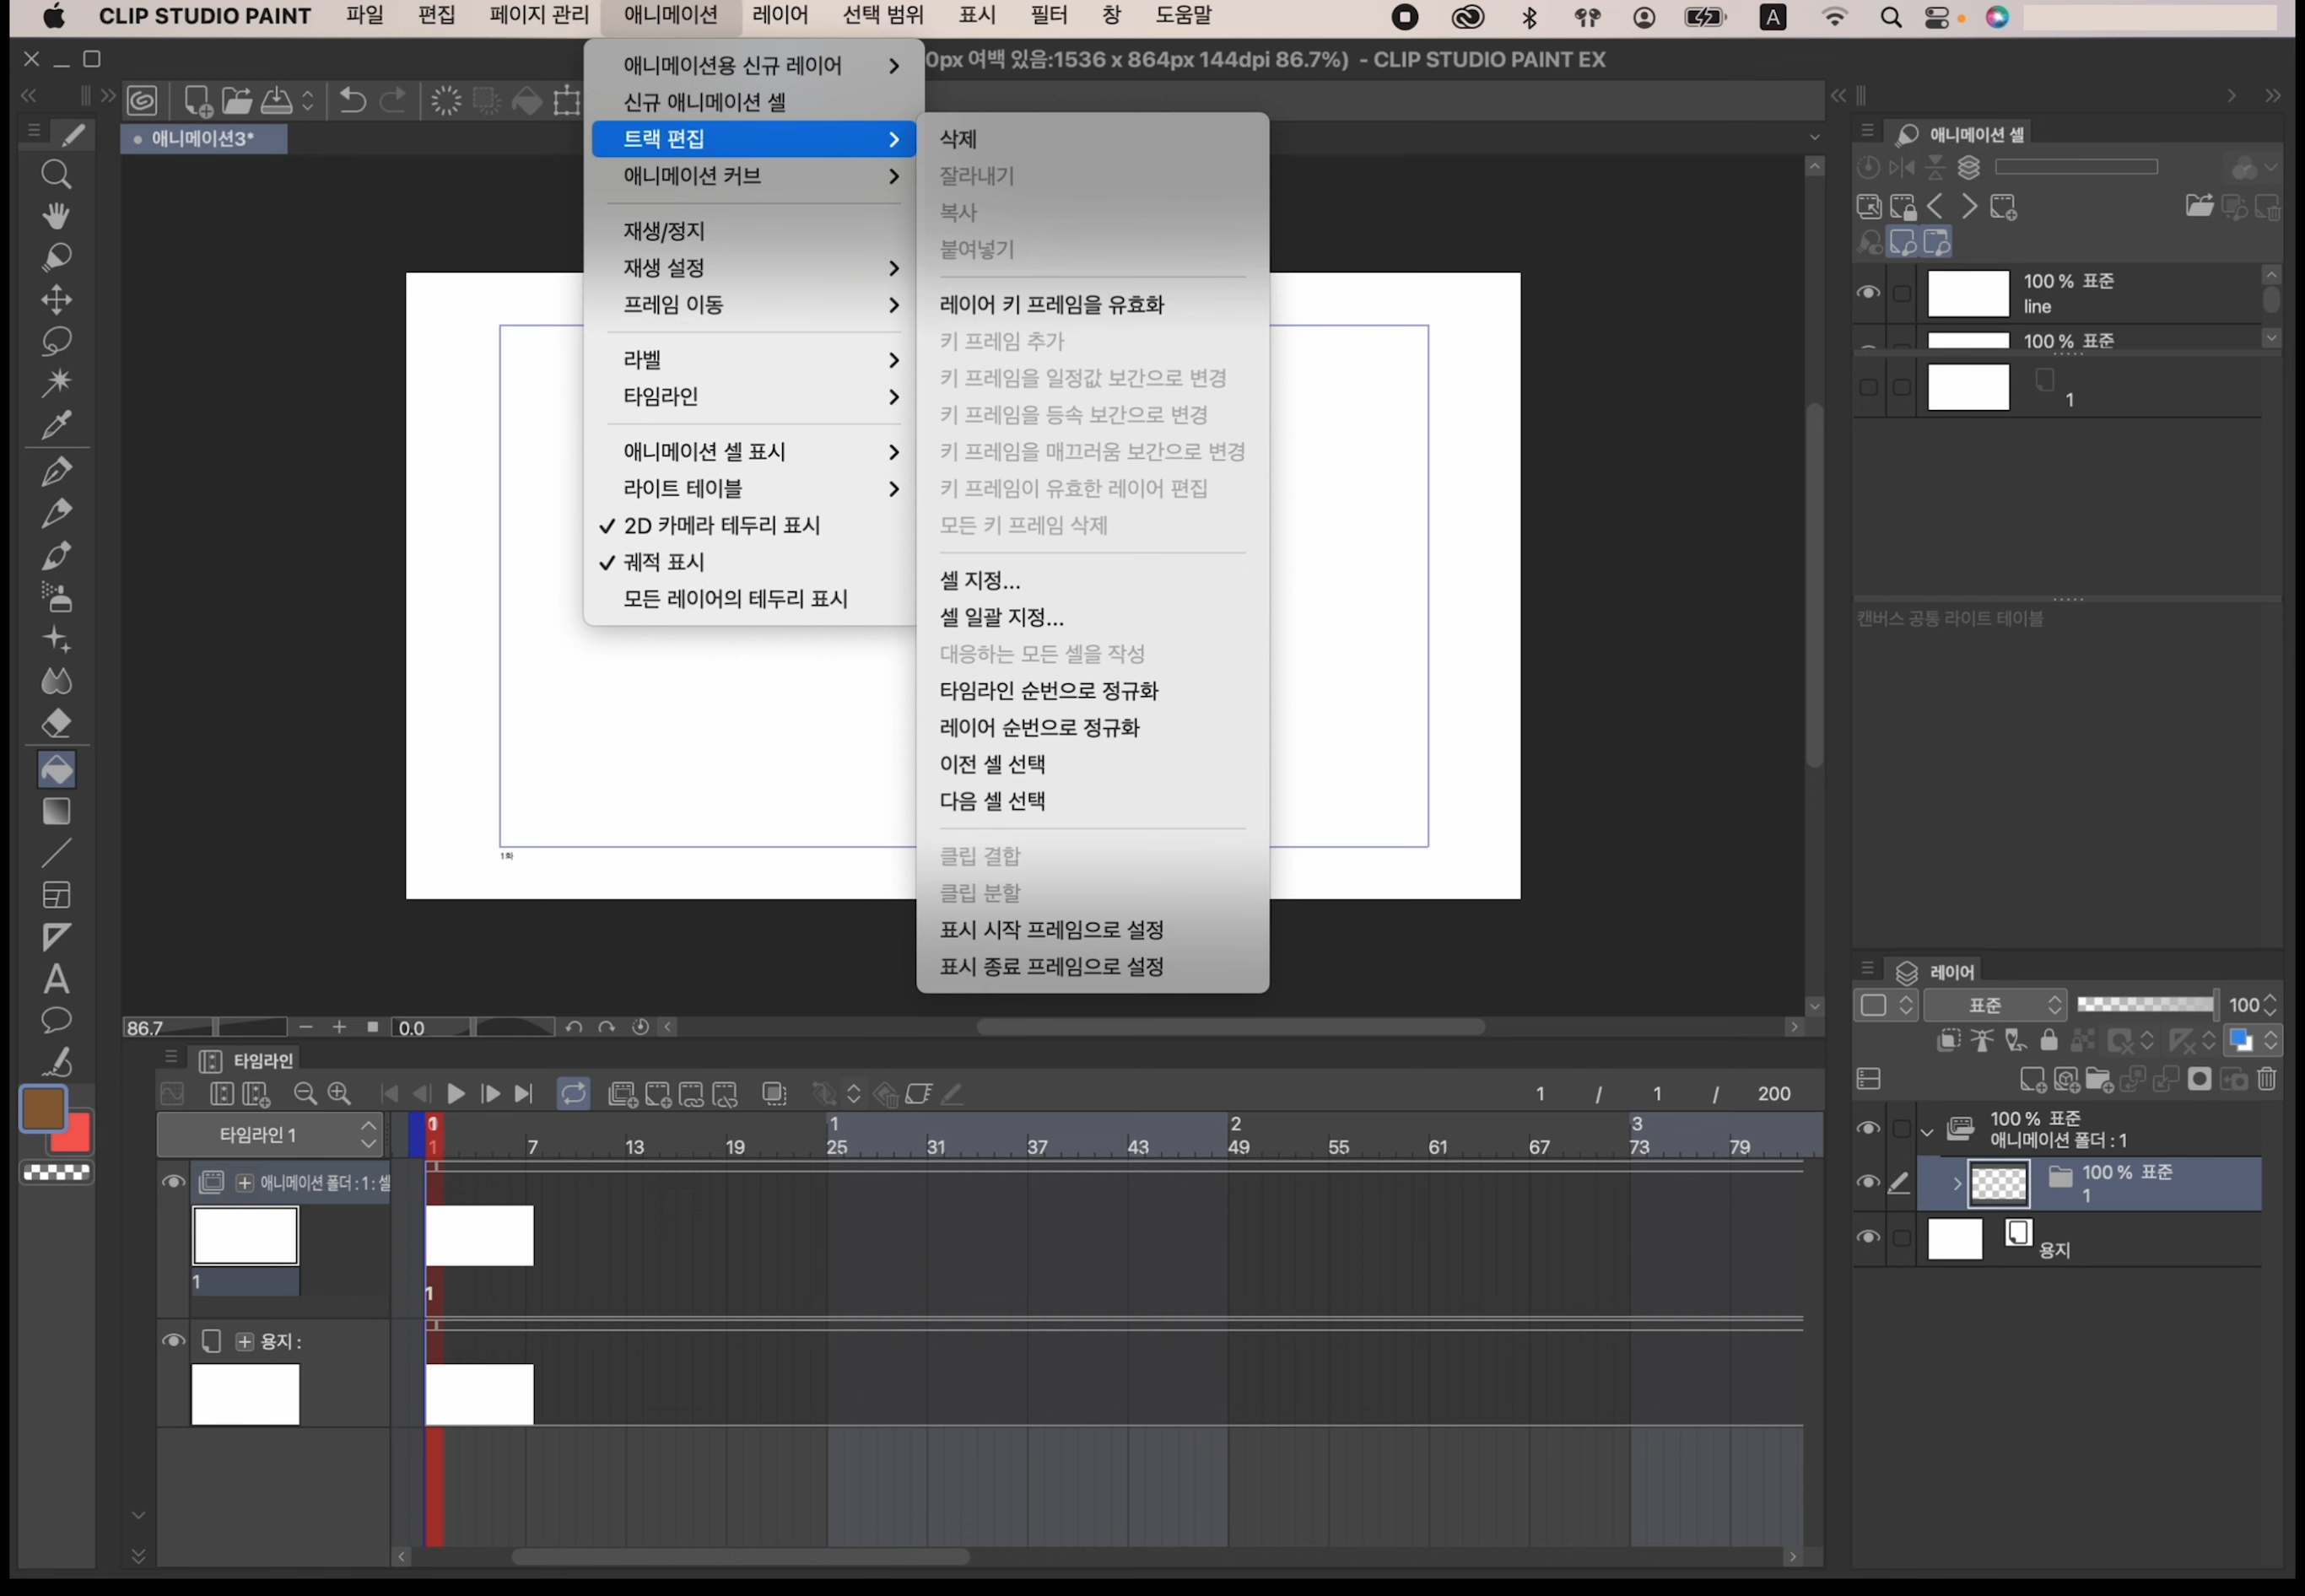 CLIP STUDIO PAINT 파일 편집 페이지 관리 애니메이션 레이어 선택 범위 표시 필터 창 도움말 A
0px 여백 있음:1536 x 864px 144dpi 86.7%) - CLIP STUDIO PAINT EX
애니메이션3*
애니메이션용 신규 레이어
신규 애니메이션 셀
트랙 편집
애니메이션 커브
재생/정지
재생 설정
프레임 이동
라벨
타임라인
애니메이션 셀 표시
라이트 테이블
2D 카메라 테두리 표시
궤적 표시
모든 레이어의 테두리 표시
삭제
잘라내기
복사
붙여넣기
레이어 키 프레임을 유효화
키 프레임 추가
키 프레임을 일정값 보간으로 변경
키 프레임을 등속 보간으로 변경
키 프레임을 매끄러움 보간으로 변경
키 프레임이 유효한 레이어 편집
모든 키 프레임 삭제
셀 지정...
셀 일괄 지정...
대응하는 모든 셀을 작성
타임라인 순번으로 정규화
레이어 순번으로 정규화
이전 셀 선택
다음 셀 선택
클립 결합
클립 분할
표시 시작 프레임으로 설정
표시 종료 프레임으로 설정
1화
애니메이션 셀
100 % 표준
line
100 % 표준
1
캔버스 공통 라이트 테이블
레이어
표준 100
100 % 표준
애니메이션 폴더 : 1
100 % 표준
1
용지
86.7 0.0
타임라인
1 / 1 / 200
타임라인 1
0 1 2 3
1 7 13 19 25 31 37 43 49 55 61 67 73 79
애니메이션 폴더 : 1 : 셀
1
1
용지 :